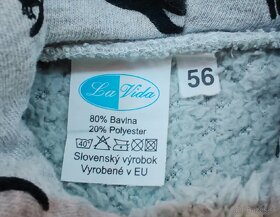 La Vida
56
80% Bavlna
20% Polyester
40°
Slovenský výrobok
Vyrobené v EU